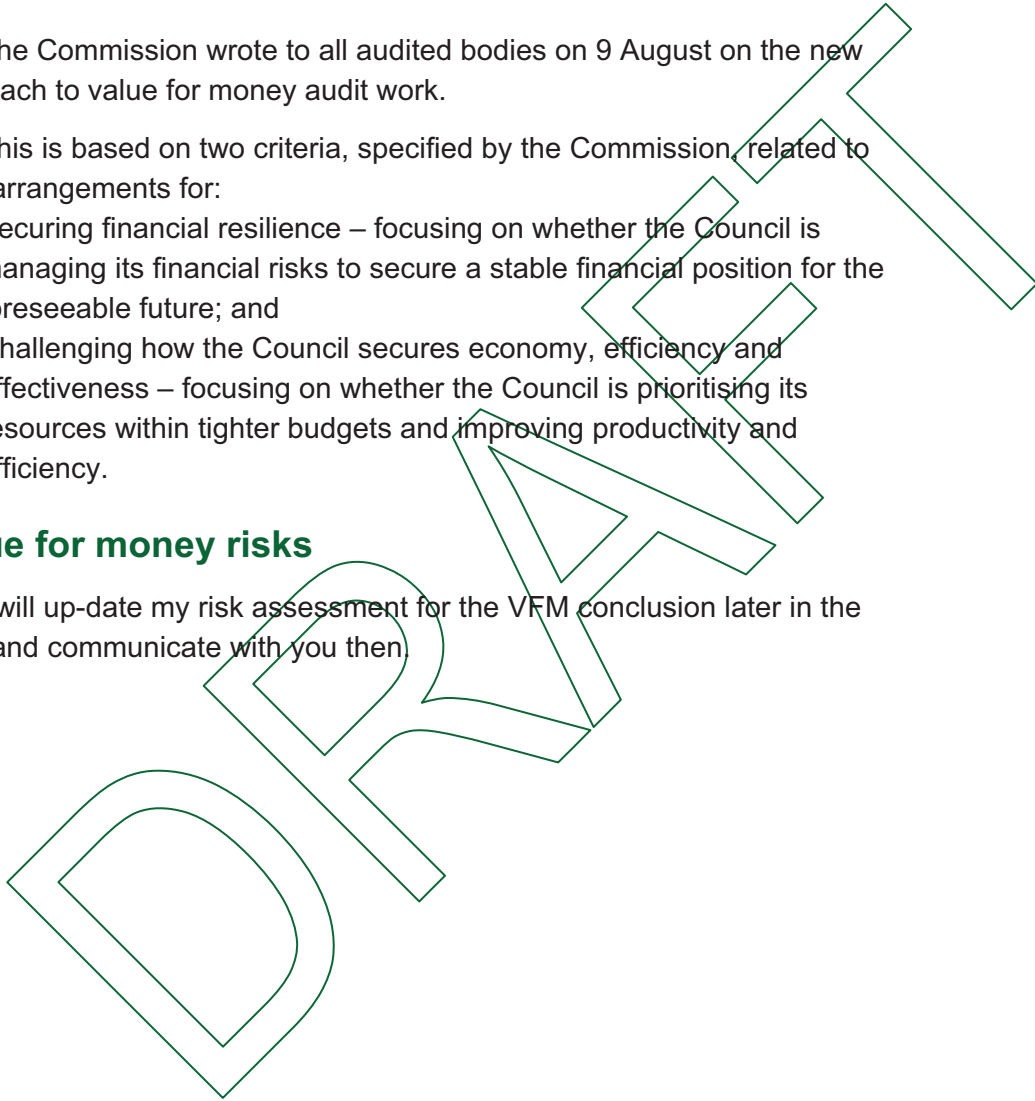 he Commission wrote to all audited bodies on 9 August on the new
ach to value for money audit work.
his is based on two criteria, specified by the Commission, related to
arrangements for:
ecuring financial resilience – focusing on whether the Council is
anaging its financial risks to secure a stable financial position for the
oreseeable future; and
hallenging how the Council secures economy, efficiency and
ffectiveness – focusing on whether the Council is prioritising its
esources within tighter budgets and improving productivity and
fficiency.
ue for money risks
will up-date my risk assessment for the VFM conclusion later in the
and communicate with you then.
DRAFT